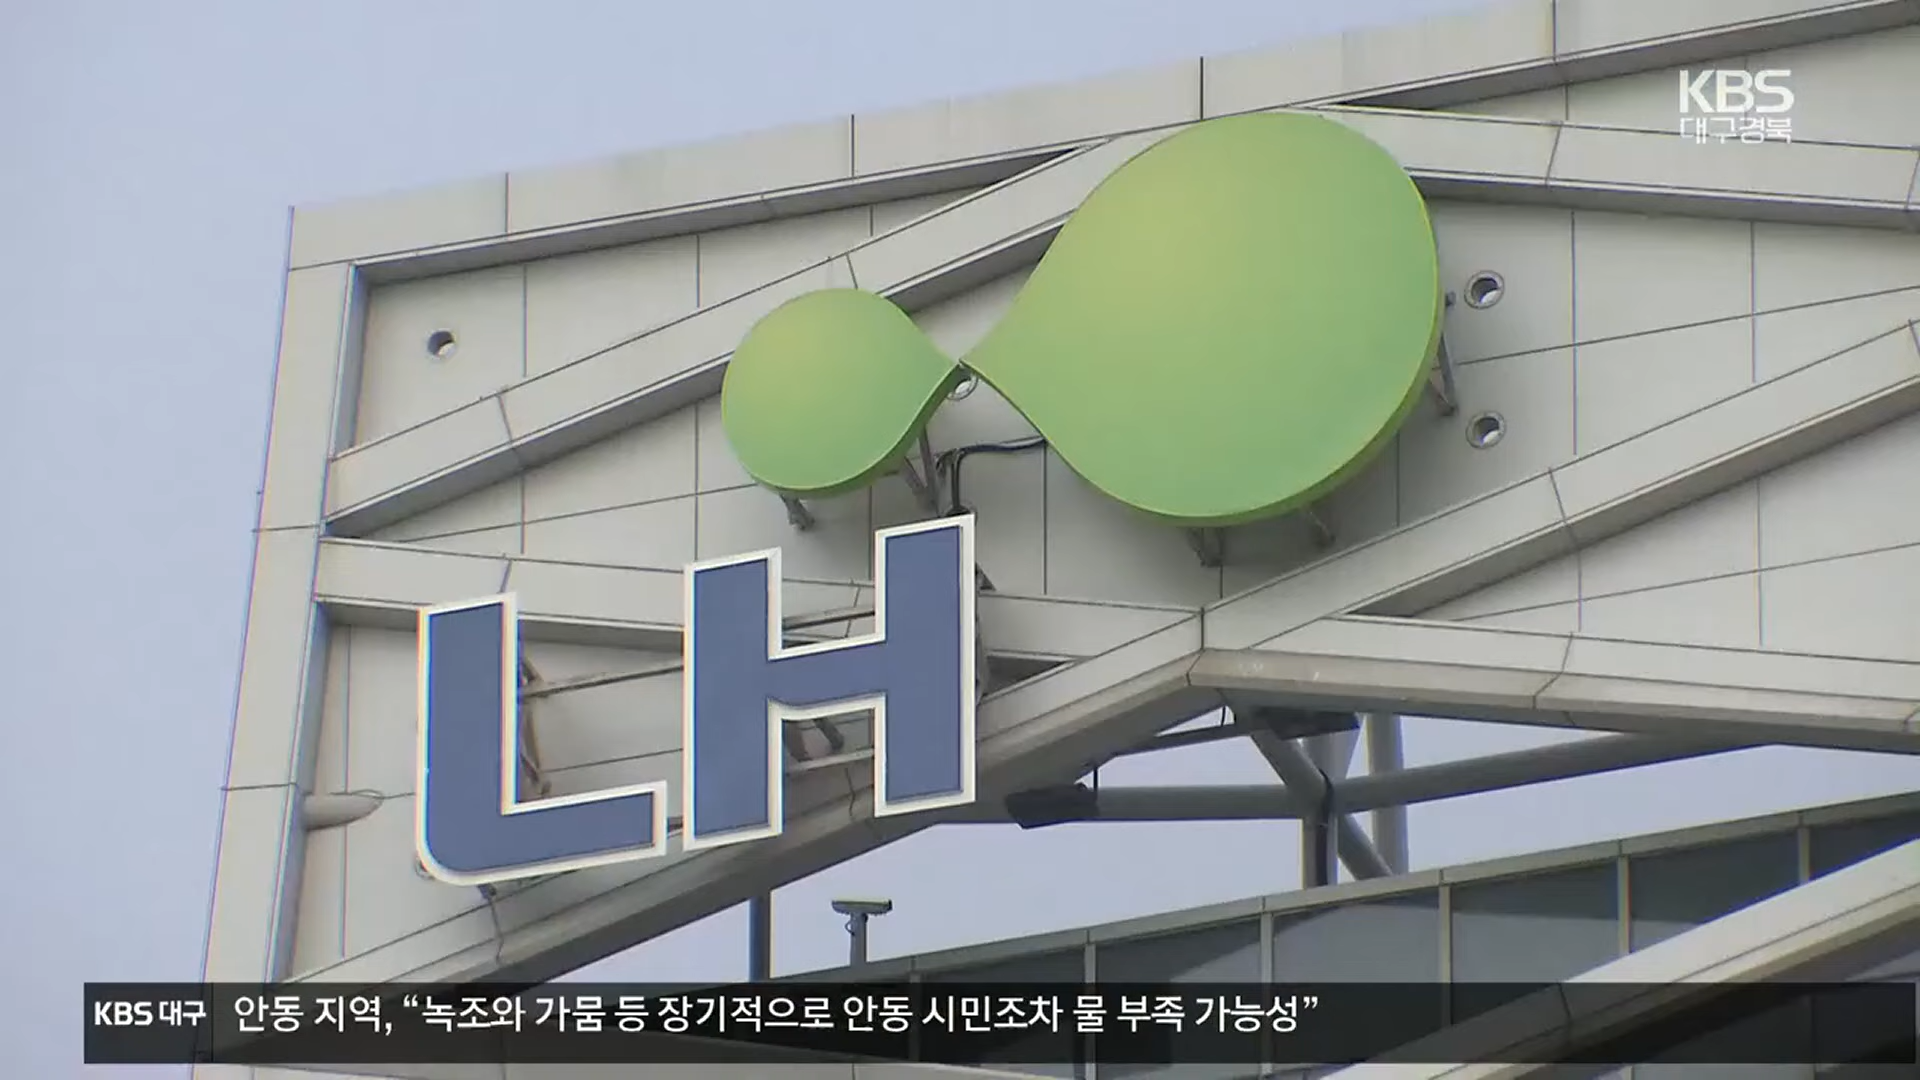 KBS
대구경북
LH
KBS 대구 안동 지역, “녹조와 가뭄 등 장기적으로 안동 시민조차 물 부족 가능성”